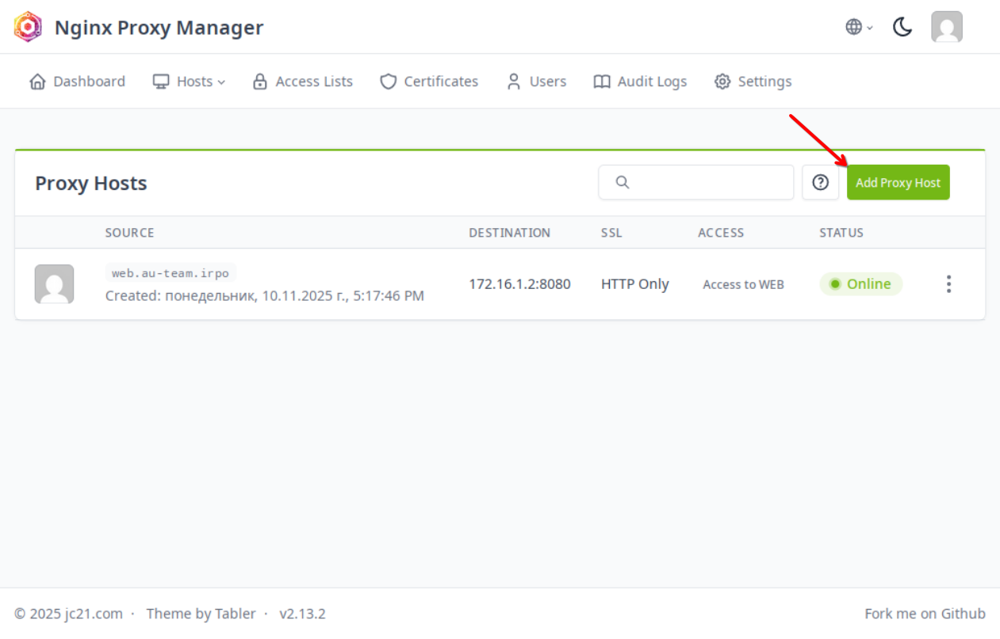 Nginx Proxy Manager
Dashboard Hosts Access Lists Certificates Users Audit Logs Settings
Proxy Hosts Add Proxy Host
SOURCE DESTINATION SSL ACCESS STATUS
web.au-team.irpo
Created: понедельник, 10.11.2025 г., 5:17:46 PM 172.16.1.2:8080 HTTP Only Access to WEB Online
© 2025 jc21.com · Theme by Tabler · v2.13.2 Fork me on Github